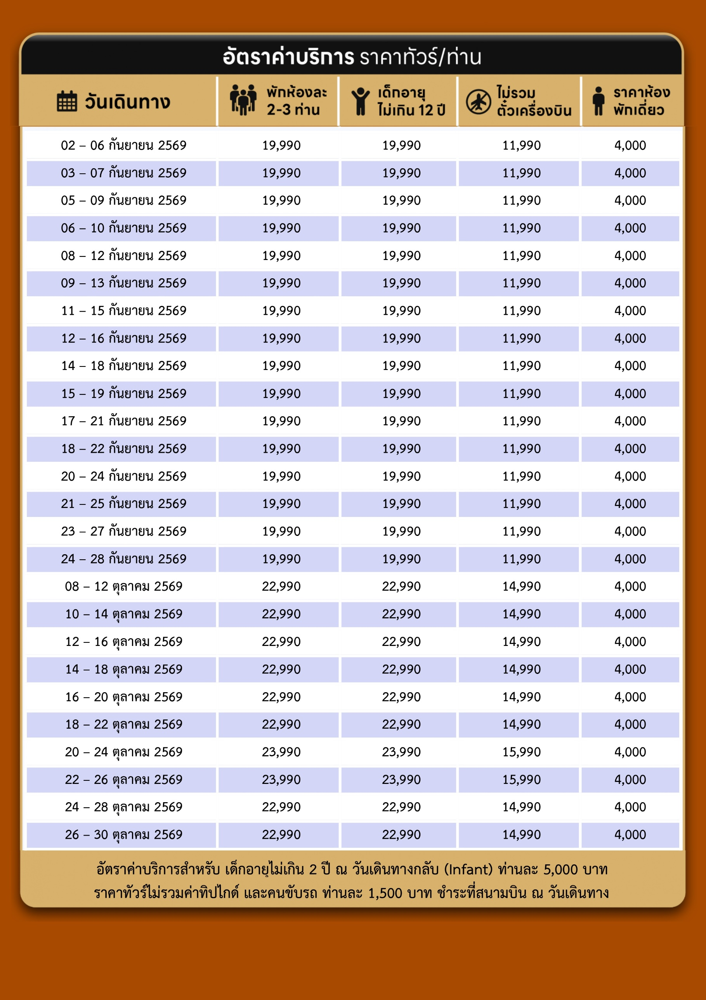 อัตราค่าบริการ ราคาทัวร์/ท่าน
วันเดินทาง พักห้องละ 2-3 ท่าน เด็กอายุ ไม่เกิน 12 ปี ไม่รวม ตั๋วเครื่องบิน ราคาห้อง พักเดี่ยว
02 – 06 กันยายน 2569 19,990 19,990 11,990 4,000
03 – 07 กันยายน 2569 19,990 19,990 11,990 4,000
05 – 09 กันยายน 2569 19,990 19,990 11,990 4,000
06 – 10 กันยายน 2569 19,990 19,990 11,990 4,000
08 – 12 กันยายน 2569 19,990 19,990 11,990 4,000
09 – 13 กันยายน 2569 19,990 19,990 11,990 4,000
11 – 15 กันยายน 2569 19,990 19,990 11,990 4,000
12 – 16 กันยายน 2569 19,990 19,990 11,990 4,000
14 – 18 กันยายน 2569 19,990 19,990 11,990 4,000
15 – 19 กันยายน 2569 19,990 19,990 11,990 4,000
17 – 21 กันยายน 2569 19,990 19,990 11,990 4,000
18 – 22 กันยายน 2569 19,990 19,990 11,990 4,000
20 – 24 กันยายน 2569 19,990 19,990 11,990 4,000
21 – 25 กันยายน 2569 19,990 19,990 11,990 4,000
23 – 27 กันยายน 2569 19,990 19,990 11,990 4,000
24 – 28 กันยายน 2569 19,990 19,990 11,990 4,000
08 – 12 ตุลาคม 2569 22,990 22,990 14,990 4,000
10 – 14 ตุลาคม 2569 22,990 22,990 14,990 4,000
12 – 16 ตุลาคม 2569 22,990 22,990 14,990 4,000
14 – 18 ตุลาคม 2569 22,990 22,990 14,990 4,000
16 – 20 ตุลาคม 2569 22,990 22,990 14,990 4,000
18 – 22 ตุลาคม 2569 22,990 22,990 14,990 4,000
20 – 24 ตุลาคม 2569 23,990 23,990 15,990 4,000
22 – 26 ตุลาคม 2569 23,990 23,990 15,990 4,000
24 – 28 ตุลาคม 2569 22,990 22,990 14,990 4,000
26 – 30 ตุลาคม 2569 22,990 22,990 14,990 4,000
อัตราค่าบริการสำหรับ เด็กอายุไม่เกิน 2 ปี ณ วันเดินทางกลับ (Infant) ท่านละ 5,000 บาท
ราคาทัวร์ไม่รวมค่าทิปไกด์ และคนขับรถ ท่านละ 1,500 บาท ชำระที่สนามบิน ณ วันเดินทาง